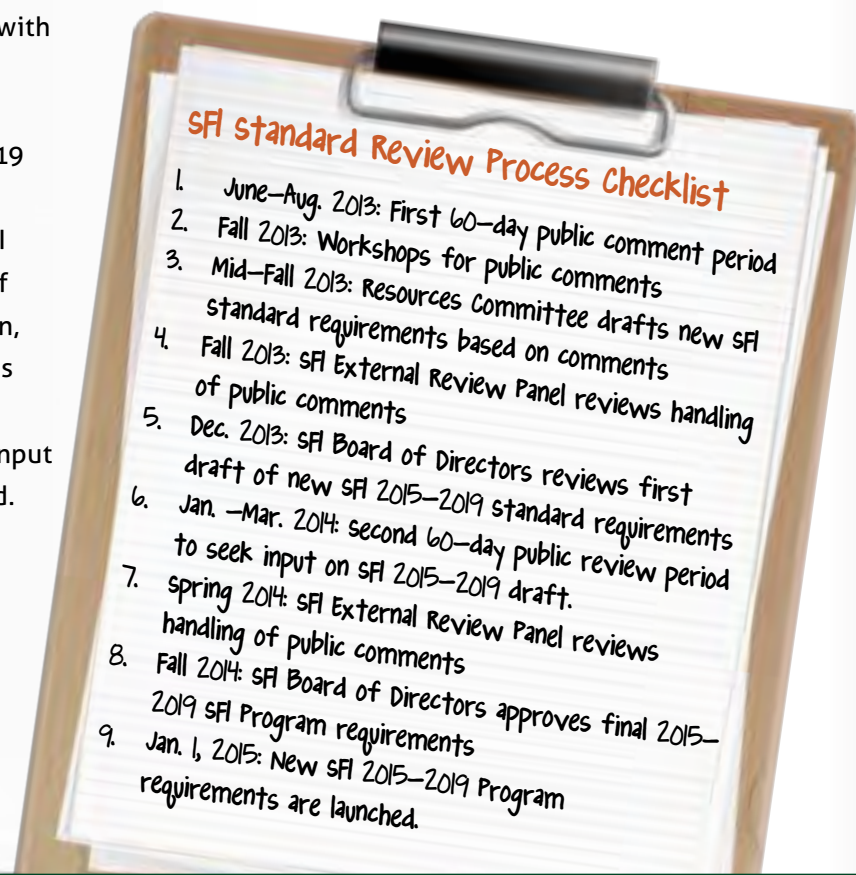 with
19
l
f
n,
s
nput
d.
SFI Standard Review Process Checklist
1. June–Aug. 2013: First 60–day public comment period
2. Fall 2013: Workshops for public comments
3. Mid–Fall 2013: Resources Committee drafts new SFI
standard requirements based on comments
4. Fall 2013: SFI External Review Panel reviews handling
of public comments
5. Dec. 2013: SFI Board of Directors reviews first
draft of new SFI 2015–2019 standard requirements
6. Jan. –Mar. 2014: Second 60–day public review period
to seek input on SFI 2015–2019 draft.
7. Spring 2014: SFI External Review Panel reviews
handling of public comments
8. Fall 2014: SFI Board of Directors approves final 2015–
2019 SFI Program requirements
9. Jan. 1, 2015: New SFI 2015–2019 Program
requirements are launched.